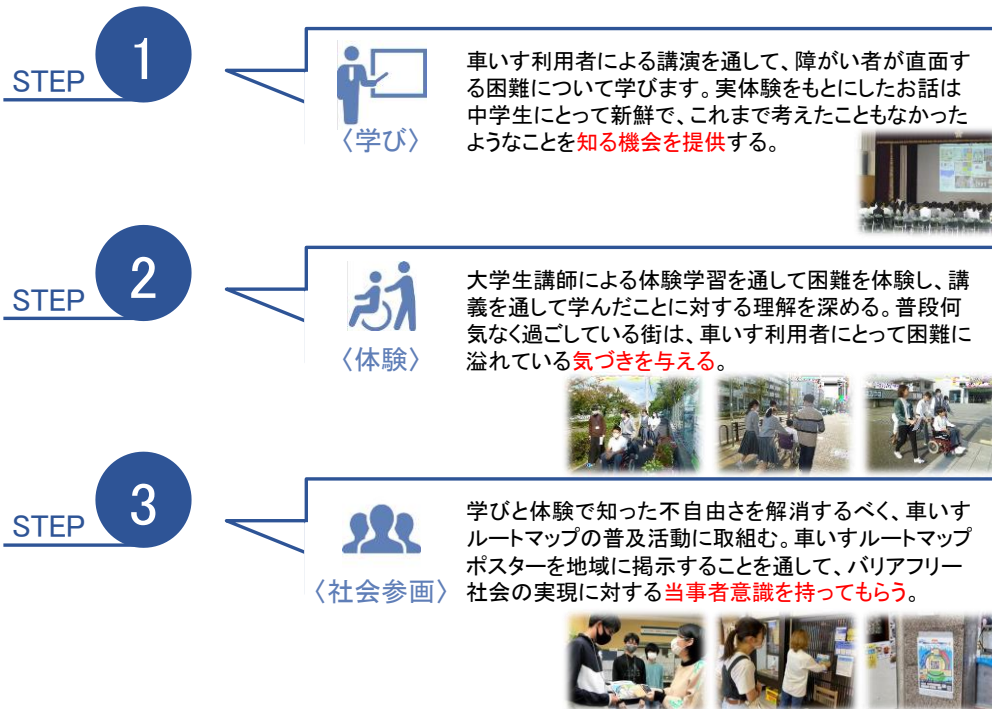 STEP
1
〈学び〉
車いす利用者による講演を通して、障がい者が直面す
る困難について学びます。実体験をもとにしたお話は
中学生にとって新鮮で、これまで考えたこともなかった
ようなことを知る機会を提供する。
STEP
2
〈体験〉
大学生講師による体験学習を通して困難を体験し、講
義を通して学んだことに対する理解を深める。普段何
気なく過ごしている街は、車いす利用者にとって困難に
溢れている気づきを与える。
STEP
3
〈社会参画〉
学びと体験で知った不自由さを解消するべく、車いす
ルートマップの普及活動に取組む。車いすルートマップ
ポスターを地域に掲示することを通して、バリアフリー
社会の実現に対する当事者意識を持ってもらう。